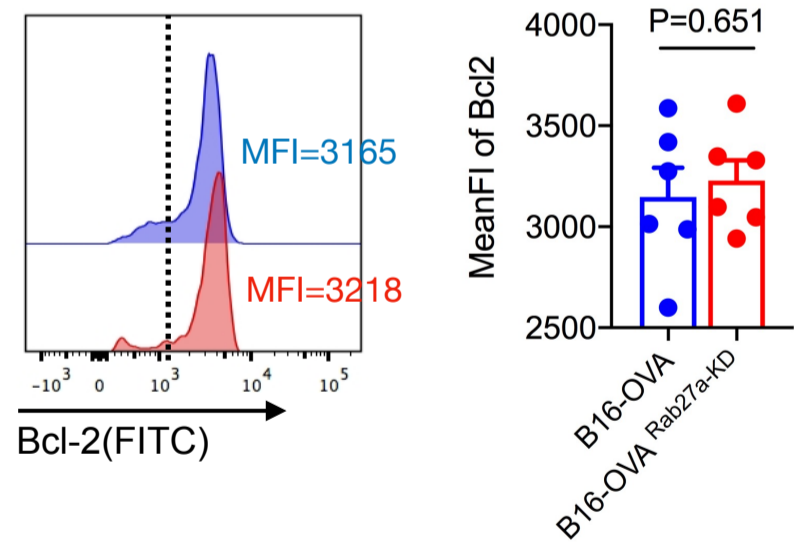 MFI=3165
MFI=3218
-10³ 0 10³ 10⁴ 10⁵
Bcl-2(FITC)
P=0.651
MeanFI of Bcl2
4000
3500
3000
2500
B16-OVA
B16-OVA Rab27a-KD